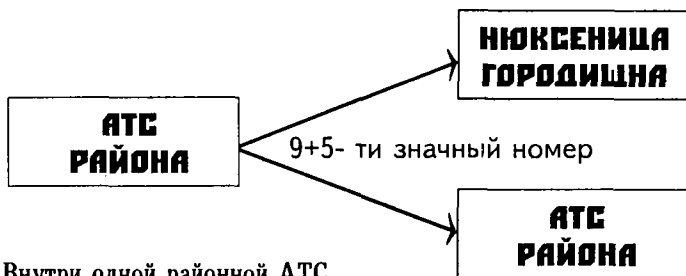 НЮКСЕНИЦА
ГОРОДИЩНА
АТС
РАЙОНА
9+5- ти значный номер
АТС
РАЙОНА
Внутри одной районной АТС